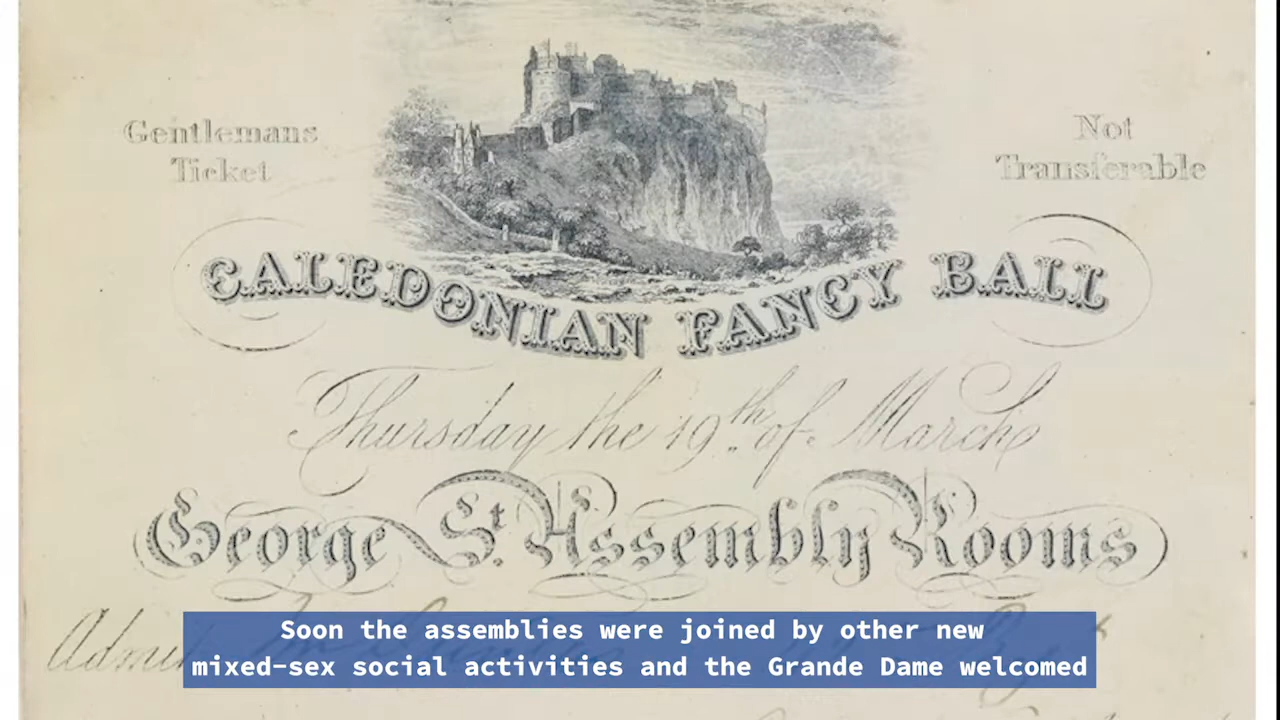 Gentlemans
Ticket
Not
Transferable
CALEDONIAN FANCY BALL
Thursday the 19th of March
George St. Assembly Rooms
Admit
Soon the assemblies were joined by other new
mixed-sex social activities and the Grande Dame welcomed